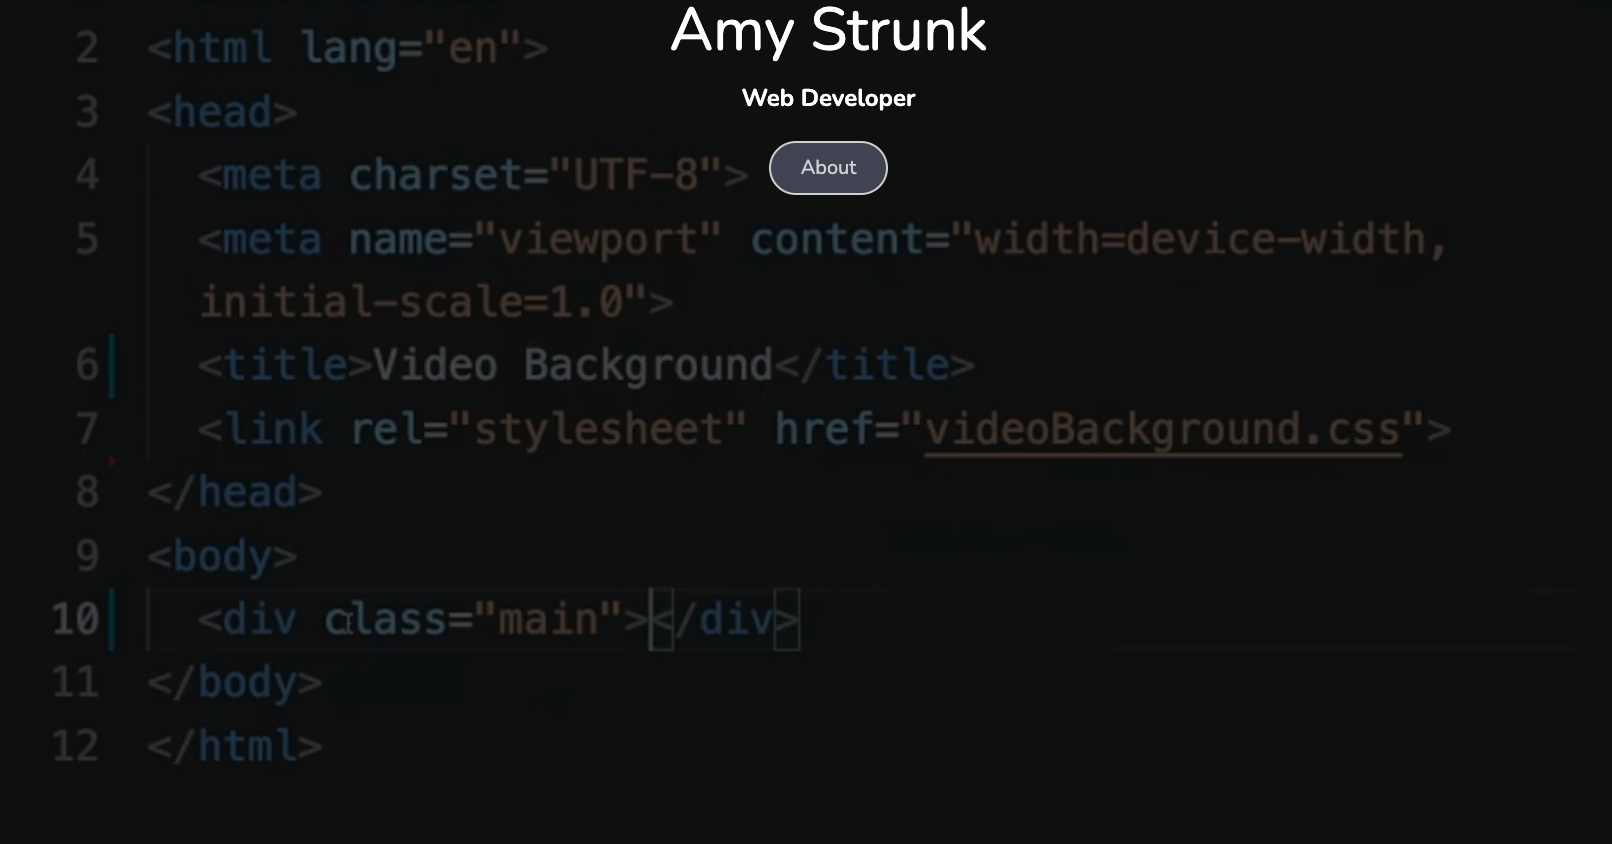 Amy Strunk
Web Developer
About
2 <html lang="en">
3 <head>
4 <meta charset="UTF-8">
5 <meta name="viewport" content="width=device-width,
initial-scale=1.0">
6 <title>Video Background</title>
7 <link rel="stylesheet" href="videoBackground.css">
8 </head>
9 <body>
10 <div class="main"></div>
11 </body>
12 </html>